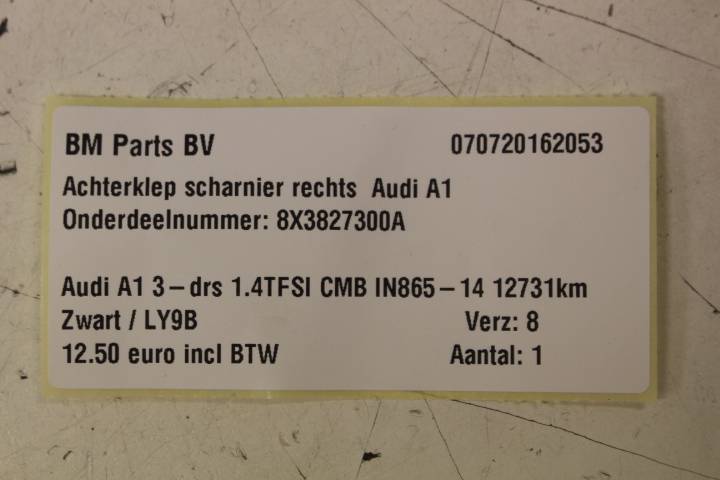 BM Parts BV 070720162053
Achterklep scharnier rechts Audi A1
Onderdeelnummer: 8X3827300A
Audi A1 3-drs 1.4TFSI CMB IN865-14 12731km
Zwart / LY9B Verz: 8
12.50 euro incl BTW Aantal: 1